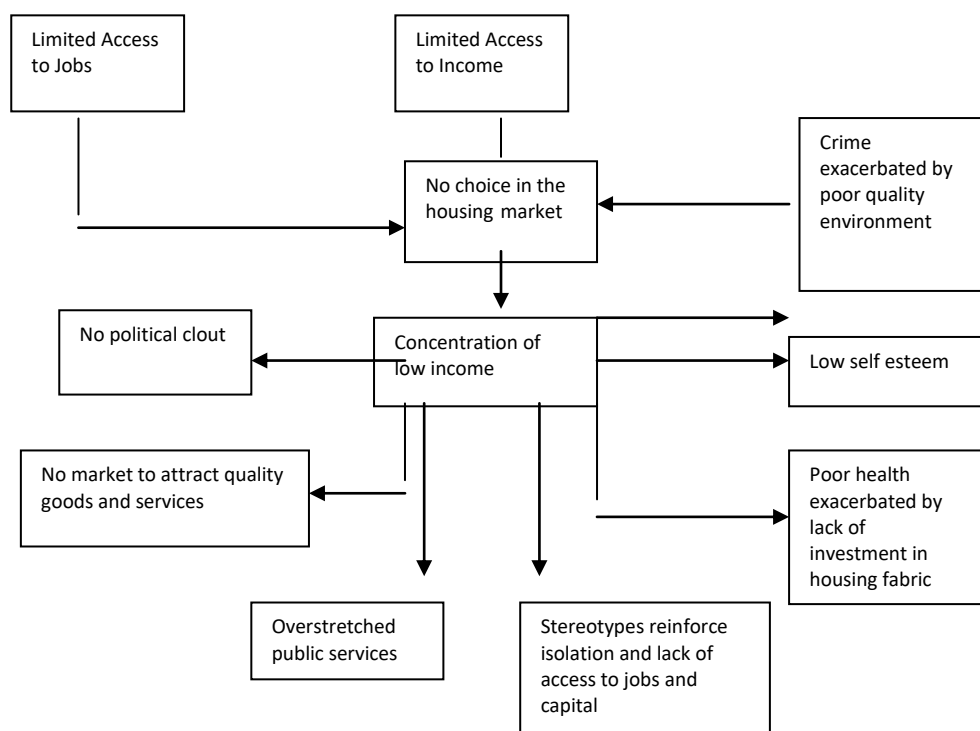 Limited Access
to Jobs
Limited Access
to Income
Crime
exacerbated by
poor quality
environment
No choice in the
housing market
No political clout
Concentration of
low income
Low self esteem
No market to attract quality
goods and services
Poor health
exacerbated by
lack of
investment in
housing fabric
Overstretched
public services
Stereotypes reinforce
isolation and lack of
access to jobs and
capital